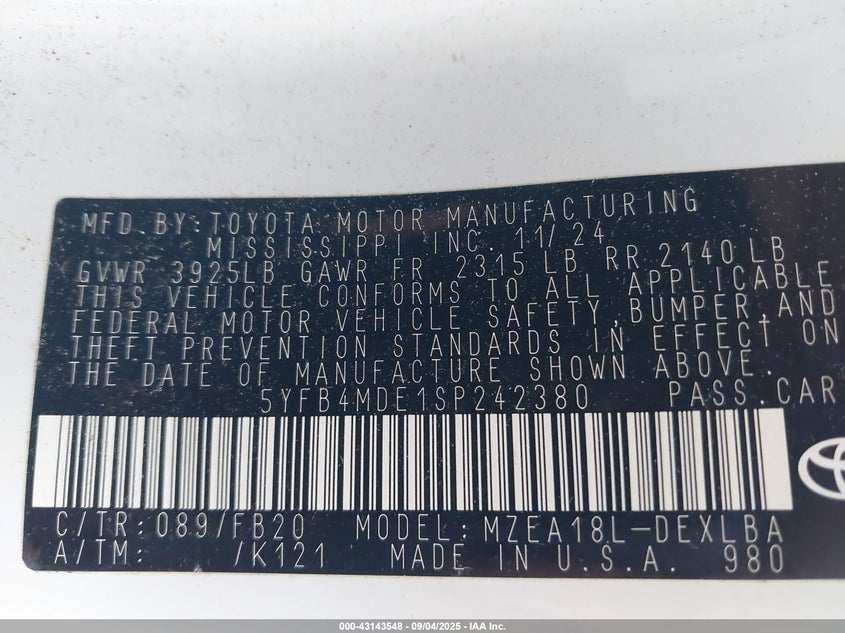 MFD.BY:TOYOTA MOTOR MANUFACTURING
MISSISSIPPI INC. 11/24
GVWR 3925LB GAWR FR 2315LB RR 2140LB
THIS VEHICLE CONFORMS TO ALL APPLICABLE
FEDERAL MOTOR VEHICLE SAFETY,BUMPER,AND
THEFT PREVENTION STANDARDS IN EFFECT ON
THE DATE OF MANUFACTURE SHOWN ABOVE.
5YFB4MDE1SP242380 PASS.CAR
C/TR:089/FB20 MODEL:MZEA18L-DEXLBA
A/TM: /K121 MADE IN U.S.A. 980
000-43143548 - 09/04/2025 - IAA Inc.